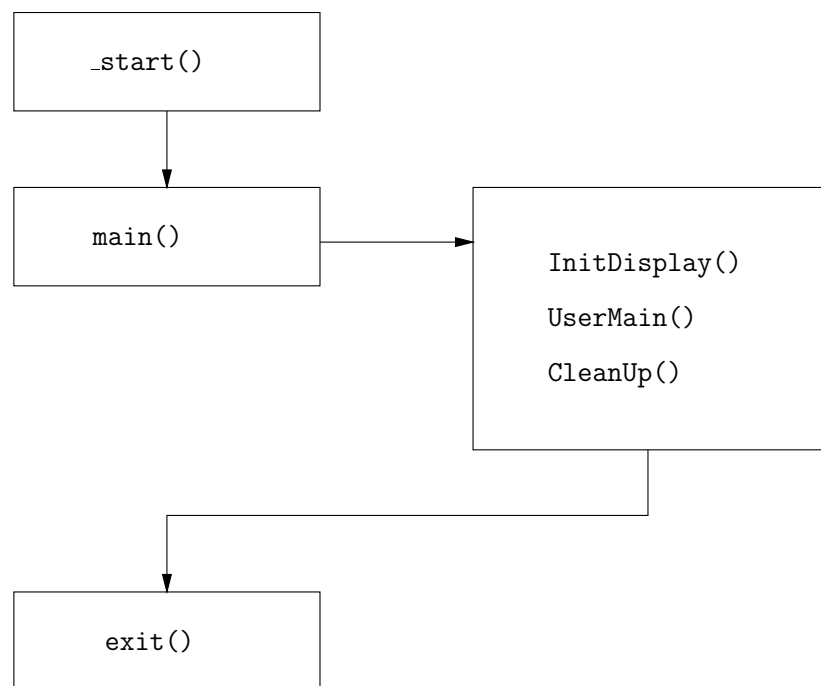 _start()
main()
InitDisplay()
UserMain()
CleanUp()
exit()